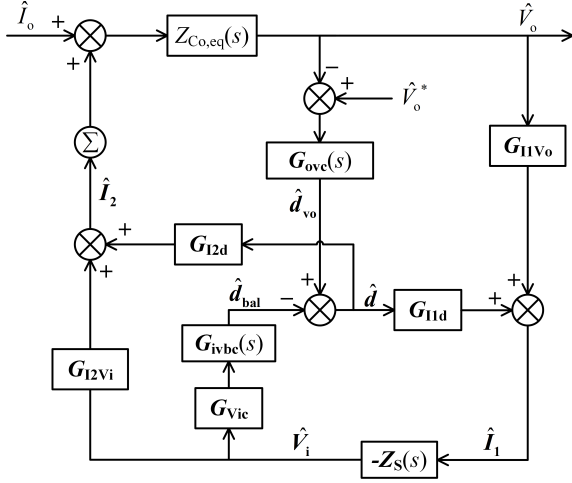 Î_o + Z_Co,eq(s) V̂_o
+
− + V̂_o*
Σ G_ovc(s) G_I1Vo
Î_2 d̂_vo
+ G_I2d +
+ d̂_bal − + d̂ G_I1d +
G_ivbc(s)
G_I2Vi
G_Vic
V̂_i -Z_S(s) Î_1